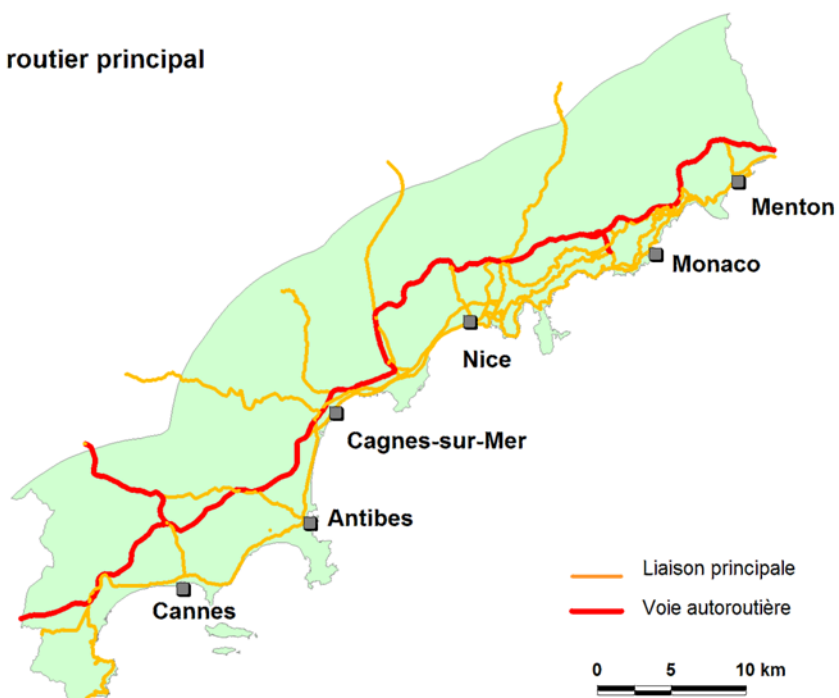 routier principal
Menton
Monaco
Nice
Cagnes-sur-Mer
Antibes
Cannes
Liaison principale
Voie autoroutière
0 5 10 km